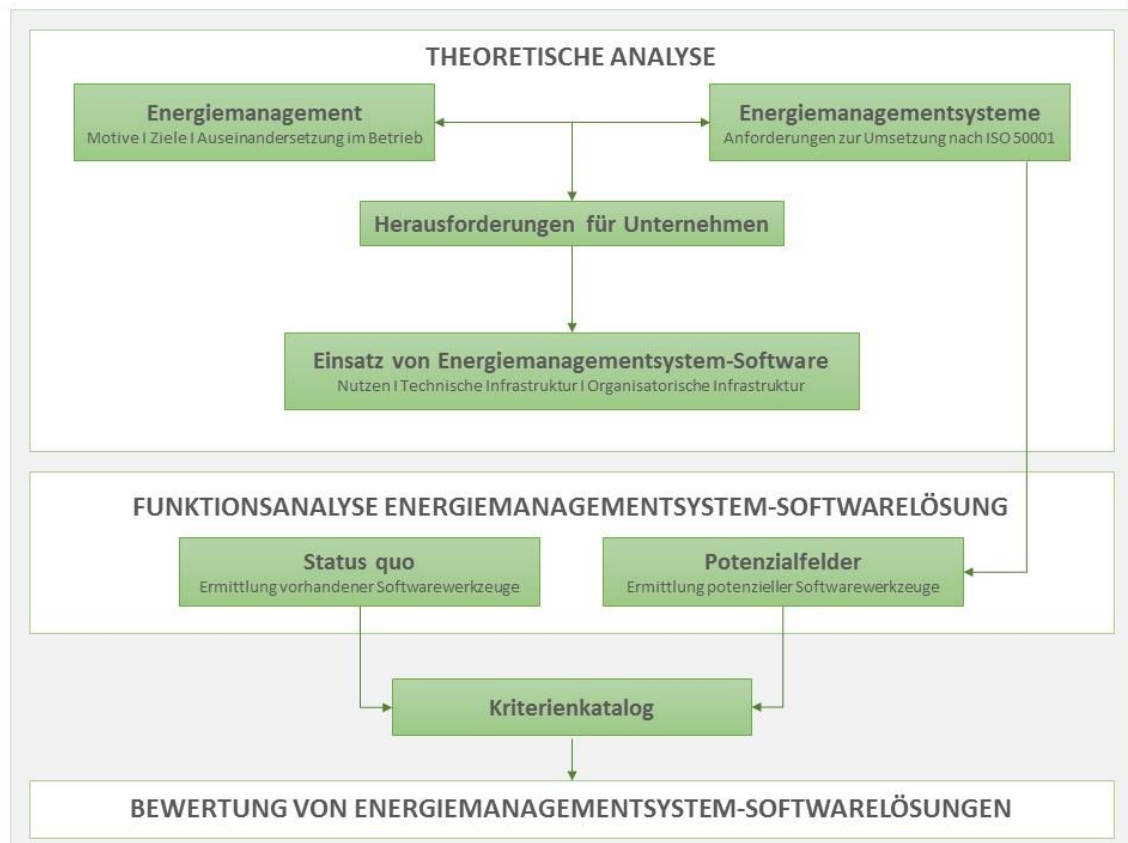 THEORETISCHE ANALYSE
Energiemanagement
Motive I Ziele I Auseinandersetzung im Betrieb
Energiemanagementsysteme
Anforderungen zur Umsetzung nach ISO 50001
Herausforderungen für Unternehmen
Einsatz von Energiemanagementsystem-Software
Nutzen I Technische Infrastruktur I Organisatorische Infrastruktur
FUNKTIONSANALYSE ENERGIEMANAGEMENTSYSTEM-SOFTWARELÖSUNG
Status quo
Ermittlung vorhandener Softwarewerkzeuge
Potenzialfelder
Ermittlung potenzieller Softwarewerkzeuge
Kriterienkatalog
BEWERTUNG VON ENERGIEMANAGEMENTSYSTEM-SOFTWARELÖSUNGEN